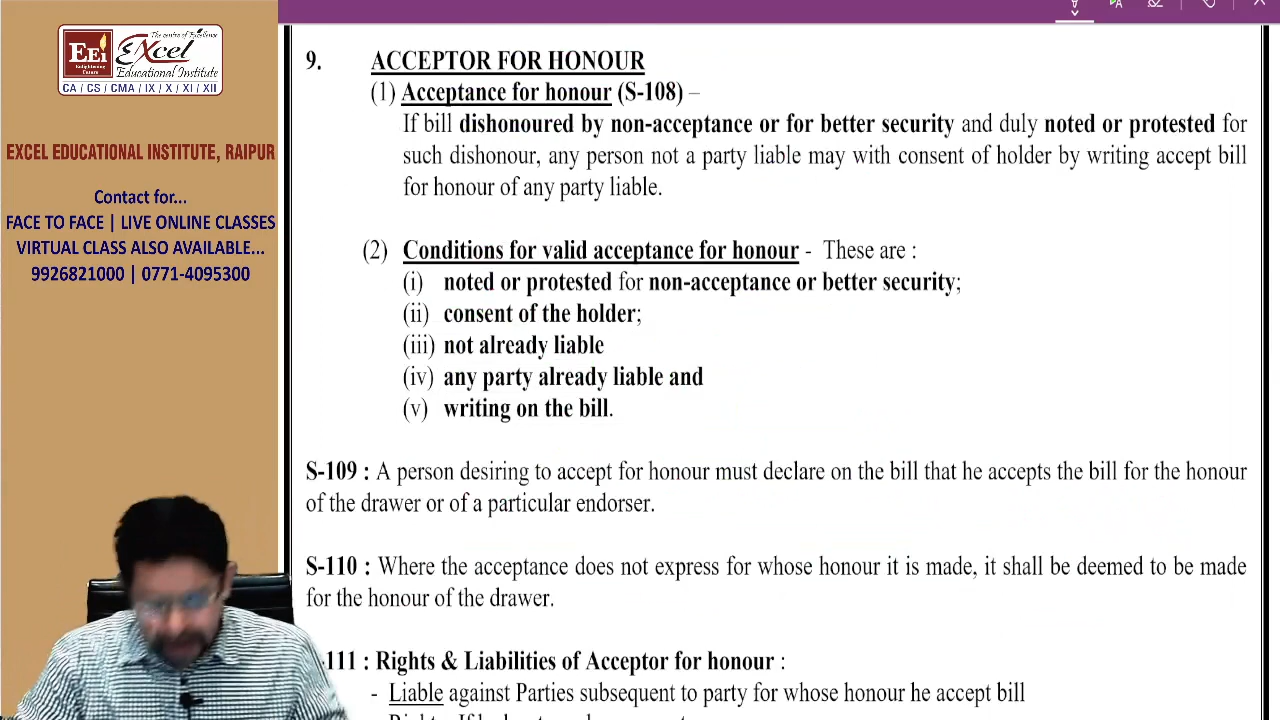 The centre of Excellence
EEi
Enlightening Future
Excel
Educational Institute
CA / CS / CMA / IX / X / XI / XII
EXCEL EDUCATIONAL INSTITUTE, RAIPUR
Contact for...
FACE TO FACE | LIVE ONLINE CLASSES
VIRTUAL CLASS ALSO AVAILABLE...
9926821000 | 0771-4095300
9. ACCEPTOR FOR HONOUR
(1) Acceptance for honour (S-108) –
If bill dishonoured by non-acceptance or for better security and duly noted or protested for
such dishonour, any person not a party liable may with consent of holder by writing accept bill
for honour of any party liable.
(2) Conditions for valid acceptance for honour - These are :
(i) noted or protested for non-acceptance or better security;
(ii) consent of the holder;
(iii) not already liable
(iv) any party already liable and
(v) writing on the bill.
S-109 : A person desiring to accept for honour must declare on the bill that he accepts the bill for the honour
of the drawer or of a particular endorser.
S-110 : Where the acceptance does not express for whose honour it is made, it shall be deemed to be made
for the honour of the drawer.
-111 : Rights & Liabilities of Acceptor for honour :
- Liable against Parties subsequent to party for whose honour he accept bill